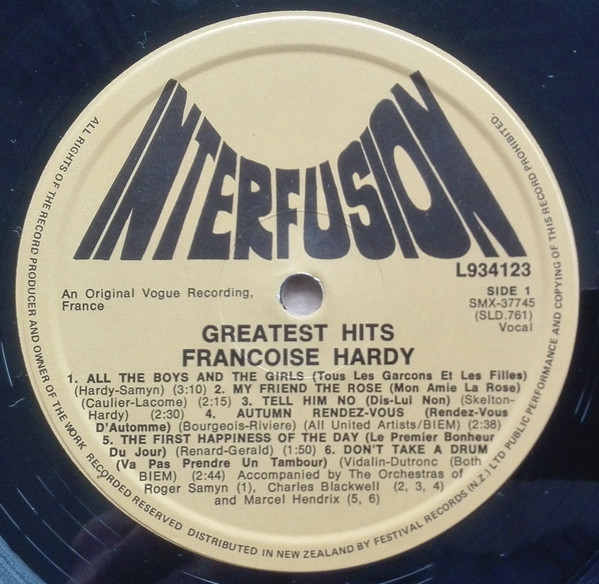 INTERFUSION
L934123
An Original Vogue Recording,
France
SIDE 1
SMX-37745
(SLD.761)
Vocal
GREATEST HITS
FRANCOISE HARDY
1. ALL THE BOYS AND THE GIRLS (Tous Les Garcons Et Les Filles)
(Hardy-Samyn) (3:10) 2. MY FRIEND THE ROSE (Mon Amie La Rose)
(Caulier-Lacome) (2:15) 3. TELL HIM NO (Dis-Lui Non) (Skelton-
Hardy) (2:30) 4. AUTUMN RENDEZ-VOUS (Rendez-Vous
D'Automme) (Bourgeois-Riviere) (All United Artists/BIEM) (2:38)
5. THE FIRST HAPPINESS OF THE DAY (Le Premier Bonheur
Du Jour) (Renard-Gerald) (1:50) 6. DON'T TAKE A DRUM
(Va Pas Prendre Un Tambour) (Vidalin-Dutronc) (Both
BIEM) (2:44) Accompanied by The Orchestras of
Roger Samyn (1), Charles Blackwell (2, 3, 4)
and Marcel Hendrix (5, 6)
ALL RIGHTS OF THE RECORD PRODUCER AND OWNER OF THE WORK RECORDED RESERVED DISTRIBUTED IN NEW ZEALAND BY FESTIVAL RECORDS (N.Z.) LTD PUBLIC PERFORMANCE AND COPYING OF THIS RECORD PROHIBITED.